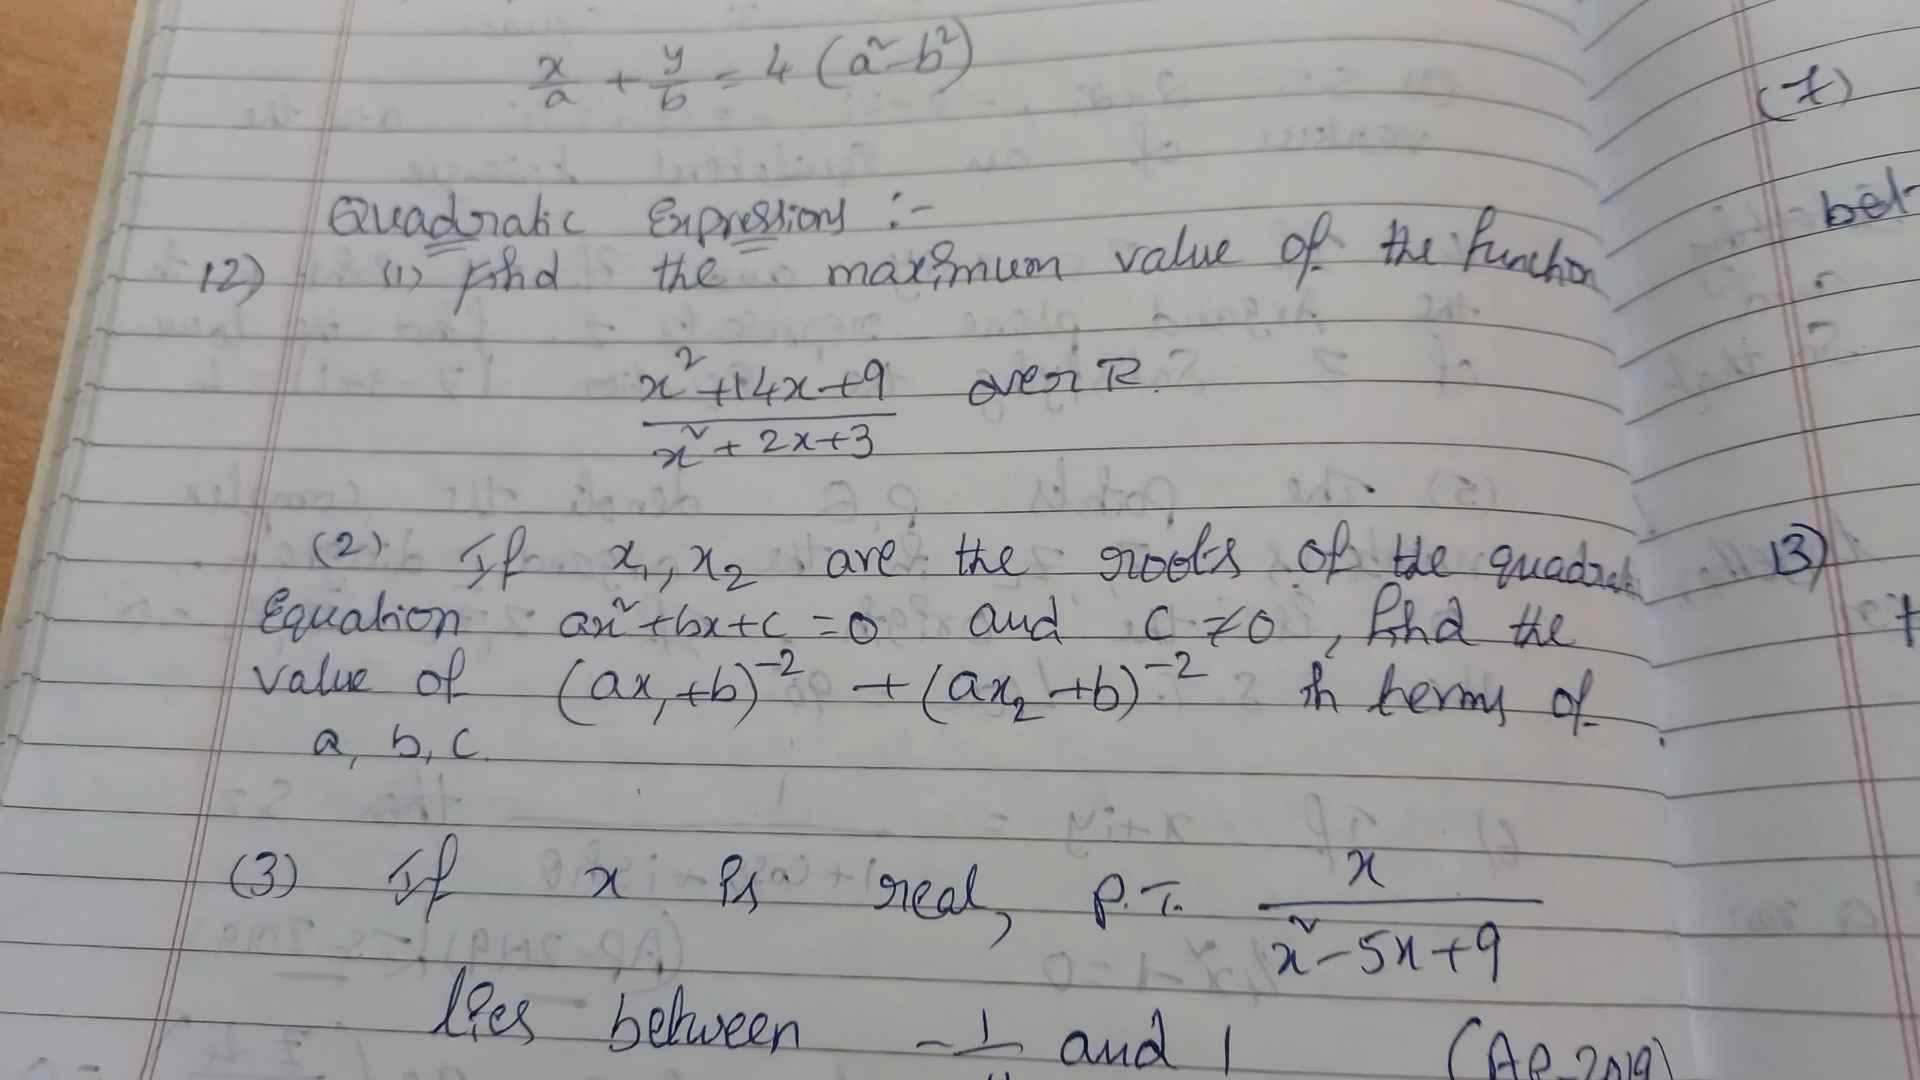 x/a + y/b = 4 (a² - b²)
(7)
Quadratic Expressions :-
12) (1) Find the maximum value of the function
x² + 14x + 9 / x² + 2x + 3 over R.
(2) If x₁, x₂ are the roots of the
Equation ax² + bx + c = 0 and c ≠ 0, find the
value of (ax₁ + b)⁻² + (ax₂ + b)⁻² in terms of
a, b, c.
(3) If x is real, P.T. x / x² - 5x + 9
lies between and 1
13)